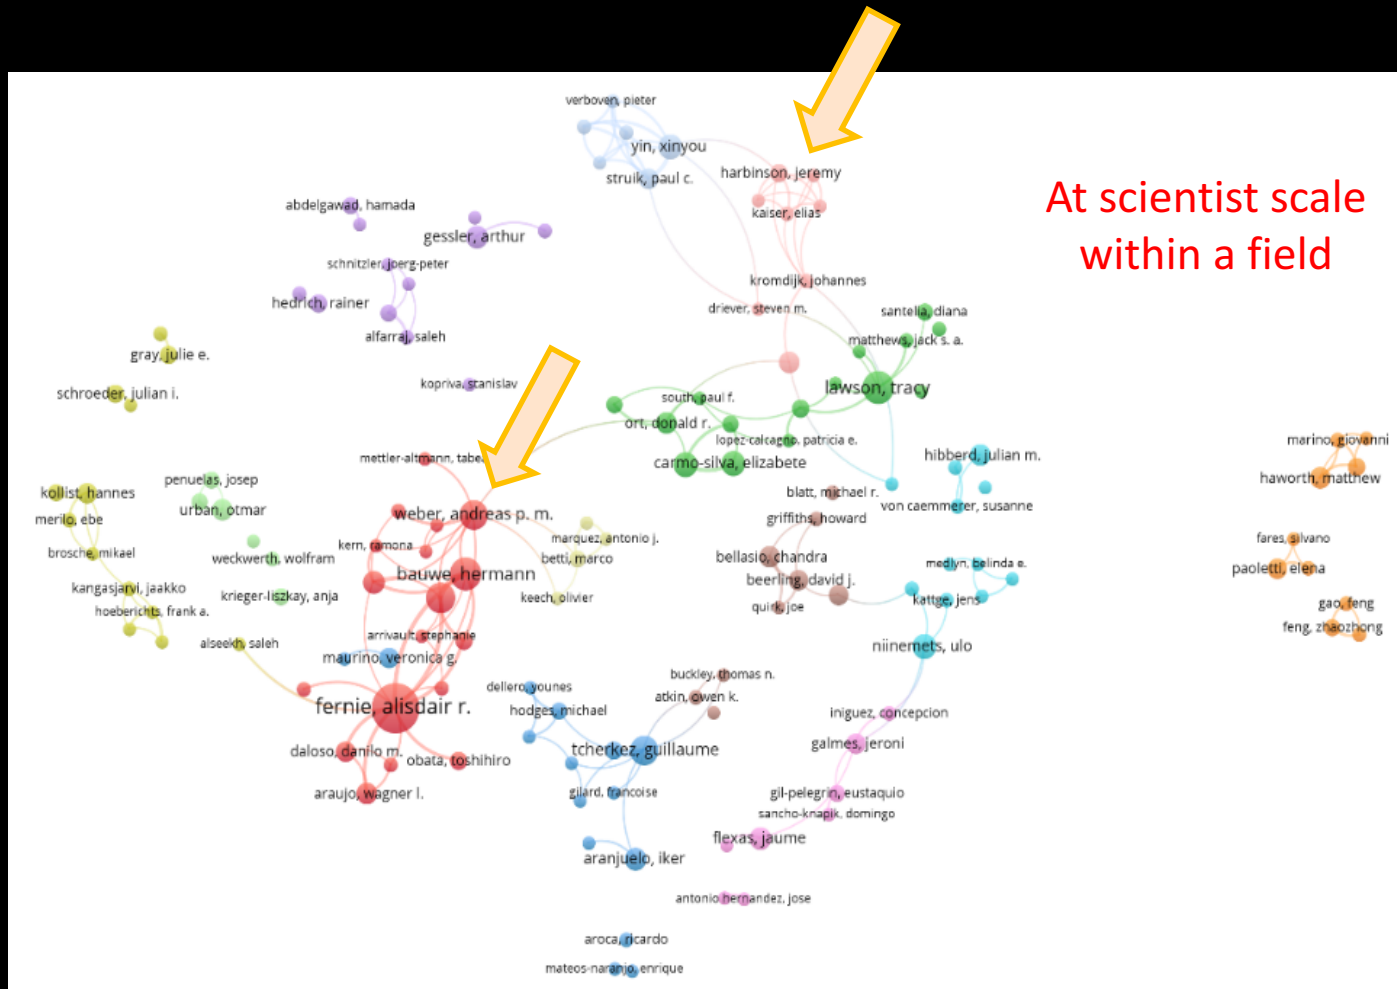 verboven, pieter
yin, xinyou
struik, paul c.
harbinson, jeremy
kaiser, elias
At scientist scale
within a field
abdelgawad, hamada
gessler, arthur
schnitzler, joerg-peter
hedrich, rainer
alfarraj, saleh
kromdijk, johannes
driever, steven m.
santelia, diana
matthews, jack s. a.
gray, julie e.
schroeder, julian i.
kopriva, stanislav
lawson, tracy
south, paul f.
ort, donald r.
lopez-calcagno, patricia e.
carmo-silva, elizabete
hibberd, julian m.
marino, giovanni
haworth, matthew
mettler-altmann, tabe
penuelas, josep
urban, otmar
kollist, hannes
merilo, ebe
brosche, mikael
weber, andreas p. m.
blatt, michael r.
griffiths, howard
von caemmerer, susanne
kern, ramona
marquez, antonio j.
betti, marco
weckwerth, wolfram
bauwe, hermann
bellasio, chandra
beerling, david j.
medlyn, belinda e.
fares, silvano
paoletti, elena
kangasjarvi, jaakko
hoeberichts, frank a.
krieger-liszkay, anja
keech, olivier
quirk, joe
kattge, jens
gao, feng
feng, zhaozhong
alseekh, saleh
arrivault, stephanie
maurino, veronica g.
niinemets, ulo
buckley, thomas n.
atkin, owen k.
dellero, younes
hodges, michael
fernie, alisdair r.
iniguez, concepcion
galmes, jeroni
tcherkez, guillaume
daloso, danilo m.
obata, toshihiro
araujo, wagner l.
gilard, francoise
gil-pelegrin, eustaquio
sancho-knapik, domingo
flexas, jaume
aranjuelo, iker
antonio hernandez, jose
aroca, ricardo
mateos-naranjo, enrique